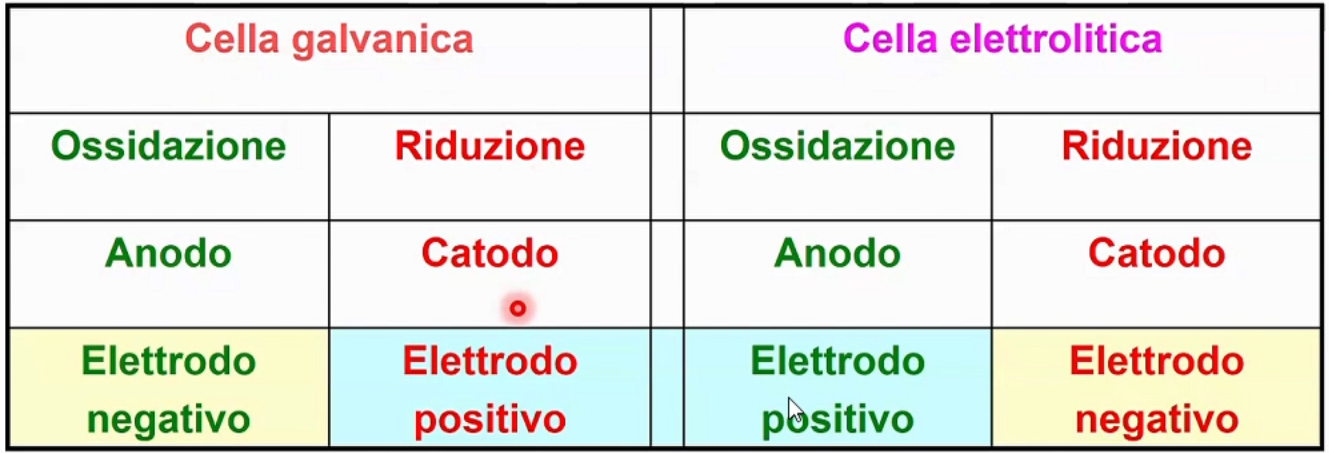 Cella galvanica Cella elettrolitica
Ossidazione Riduzione Ossidazione Riduzione
Anodo Catodo Anodo Catodo
Elettrodo Elettrodo Elettrodo Elettrodo
negativo positivo positivo negativo